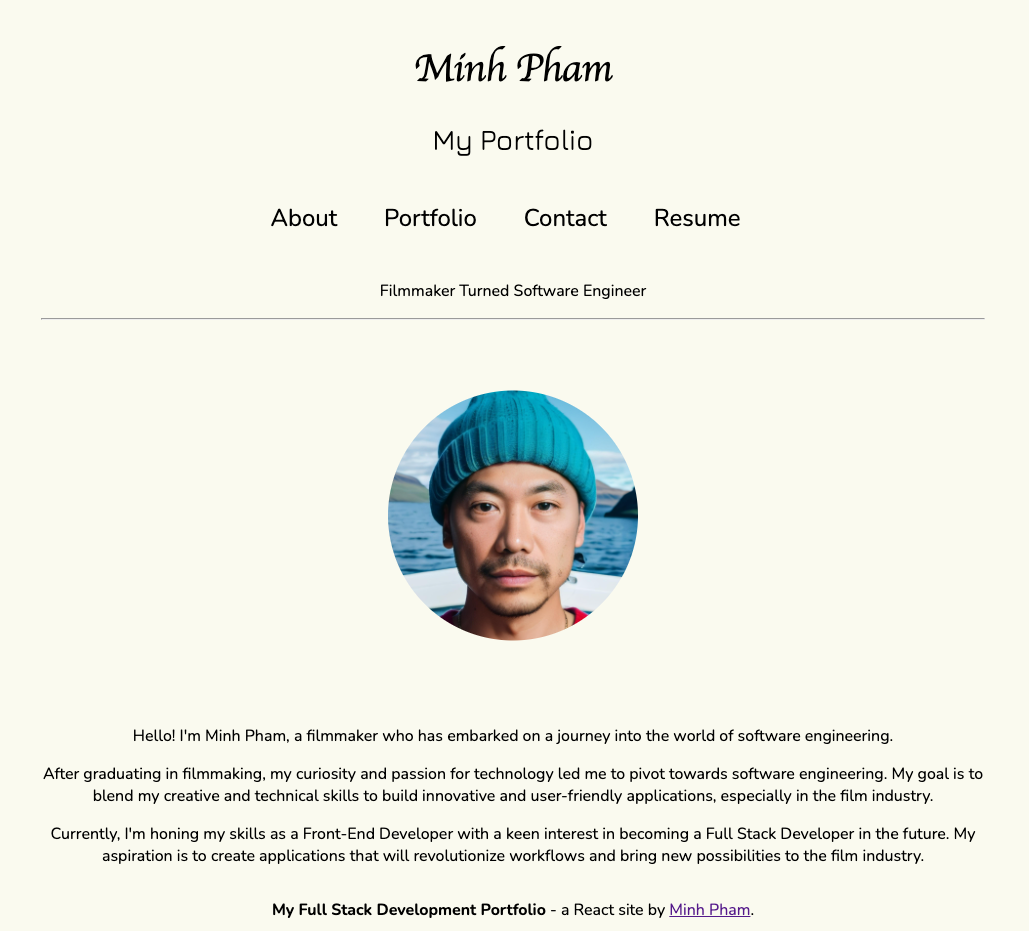 Minh Pham
My Portfolio
About Portfolio Contact Resume
Filmmaker Turned Software Engineer
Hello! I'm Minh Pham, a filmmaker who has embarked on a journey into the world of software engineering.
After graduating in filmmaking, my curiosity and passion for technology led me to pivot towards software engineering. My goal is to
blend my creative and technical skills to build innovative and user-friendly applications, especially in the film industry.
Currently, I'm honing my skills as a Front-End Developer with a keen interest in becoming a Full Stack Developer in the future. My
aspiration is to create applications that will revolutionize workflows and bring new possibilities to the film industry.
My Full Stack Development Portfolio - a React site by Minh Pham.